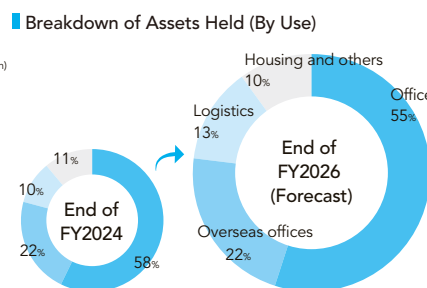 Breakdown of Assets Held (By Use)
Housing and others
10%
Office
55%
Logistics
13%
End of
FY2026
(Forecast)
Overseas offices
22%
11%
10%
End of
FY2024
22%
58%